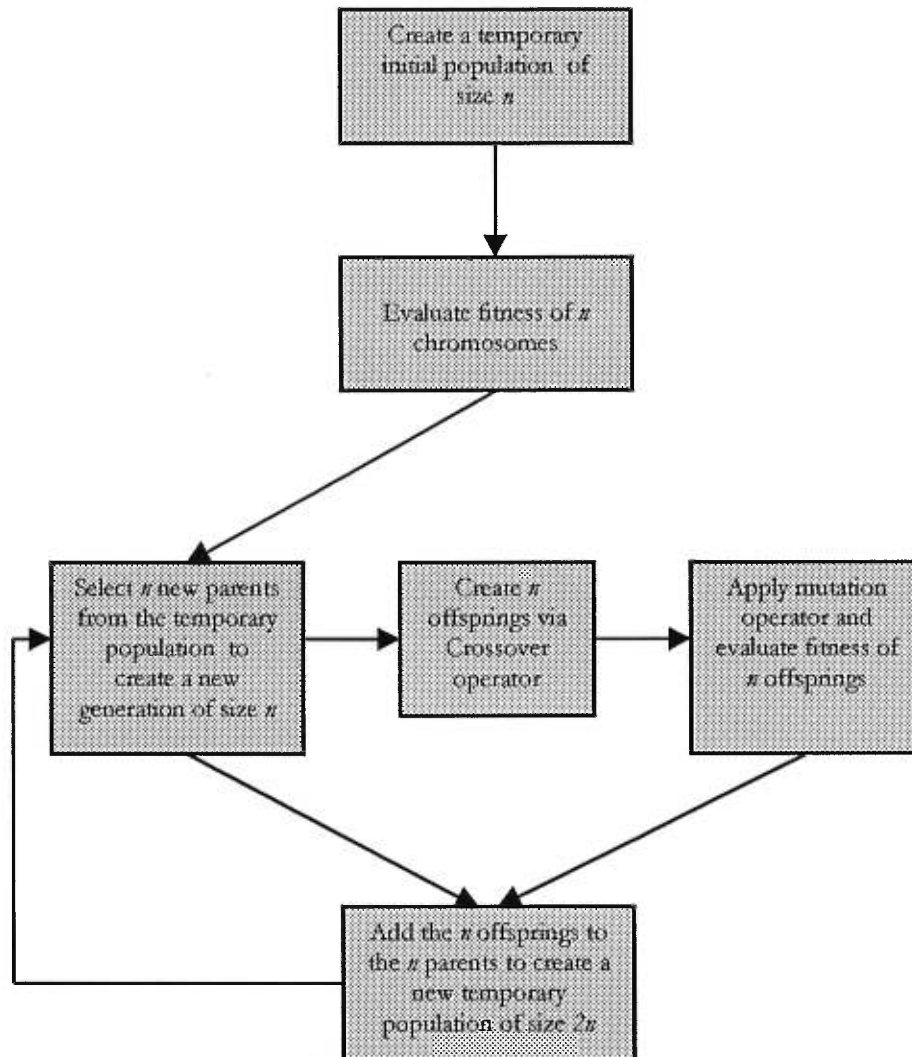 Create a temporary
initial population of
size n
Evaluate fitness of n
chromosomes
Select n new parents
from the temporary
population to
create a new
generation of size n
Create n
offsprings via
Crossover
operator
Apply mutation
operator and
evaluate fitness of
n offsprings
Add the n offsprings to
the n parents to create a
new temporary
population of size 2n